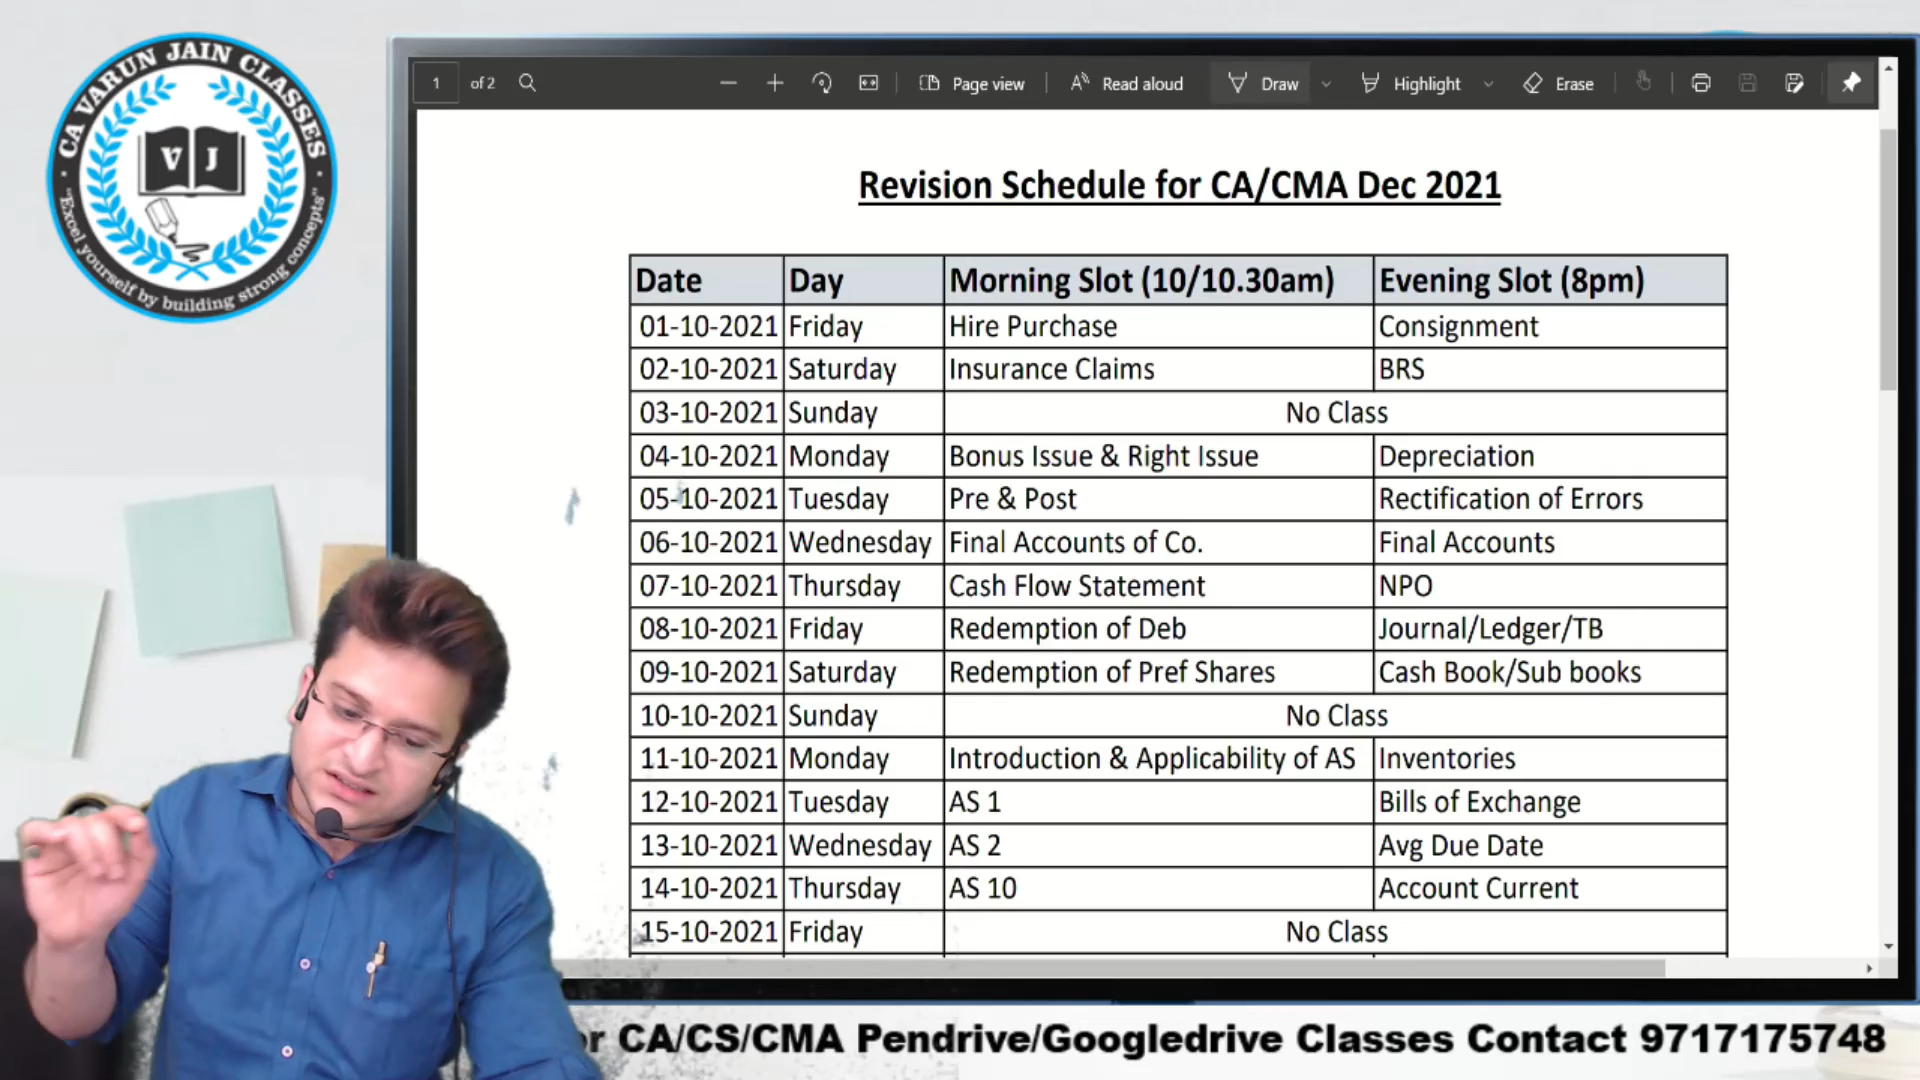 CA VARUN JAIN CLASSES
V J
"Excel yourself by building strong concepts"
1 of 2 Page view Read aloud Draw Highlight Erase
Revision Schedule for CA/CMA Dec 2021
Date Day Morning Slot (10/10.30am) Evening Slot (8pm)
01-10-2021 Friday Hire Purchase Consignment
02-10-2021 Saturday Insurance Claims BRS
03-10-2021 Sunday No Class
04-10-2021 Monday Bonus Issue & Right Issue Depreciation
05-10-2021 Tuesday Pre & Post Rectification of Errors
06-10-2021 Wednesday Final Accounts of Co. Final Accounts
07-10-2021 Thursday Cash Flow Statement NPO
08-10-2021 Friday Redemption of Deb Journal/Ledger/TB
09-10-2021 Saturday Redemption of Pref Shares Cash Book/Sub books
10-10-2021 Sunday No Class
11-10-2021 Monday Introduction & Applicability of AS Inventories
12-10-2021 Tuesday AS 1 Bills of Exchange
13-10-2021 Wednesday AS 2 Avg Due Date
14-10-2021 Thursday AS 10 Account Current
15-10-2021 Friday No Class
r CA/CS/CMA Pendrive/Googledrive Classes Contact 9717175748